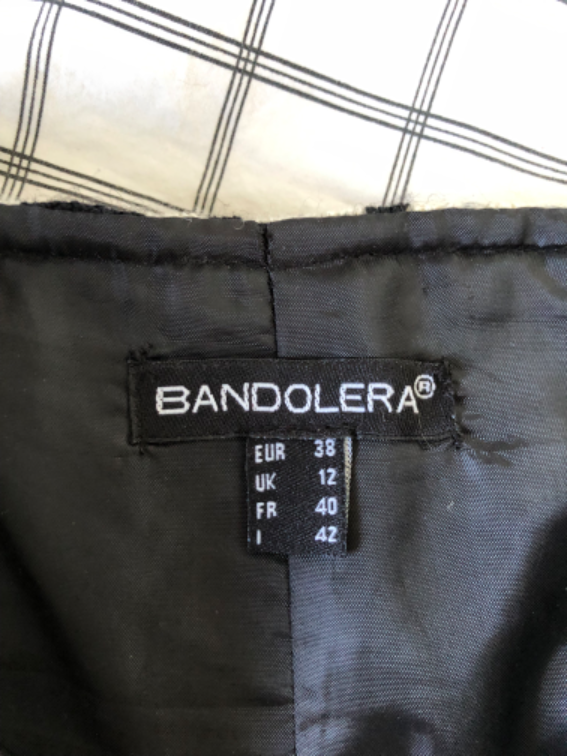 BANDOLERA®
EUR 38
UK 12
FR 40
I 42